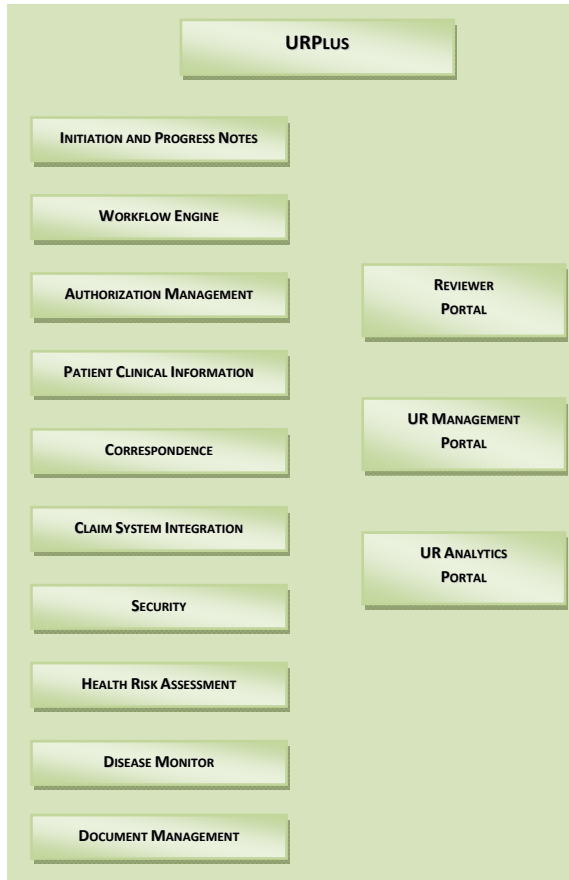 URPLUS
INITIATION AND PROGRESS NOTES
WORKFLOW ENGINE
AUTHORIZATION MANAGEMENT
PATIENT CLINICAL INFORMATION
CORRESPONDENCE
CLAIM SYSTEM INTEGRATION
SECURITY
HEALTH RISK ASSESSMENT
DISEASE MONITOR
DOCUMENT MANAGEMENT
REVIEWER
PORTAL
UR MANAGEMENT
PORTAL
UR ANALYTICS
PORTAL